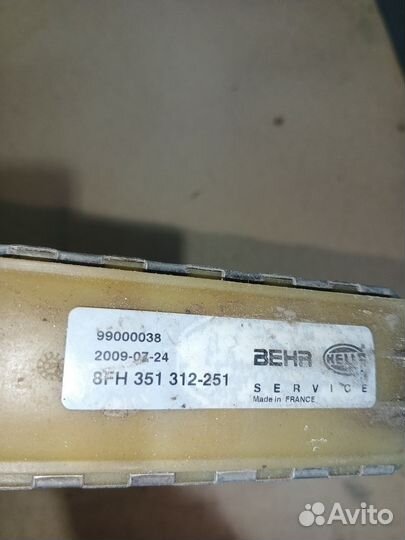 99000038
2009-07-24
8FH 351 312-251
BEHR HELLA
SERVICE
Made in FRANCE
Avito